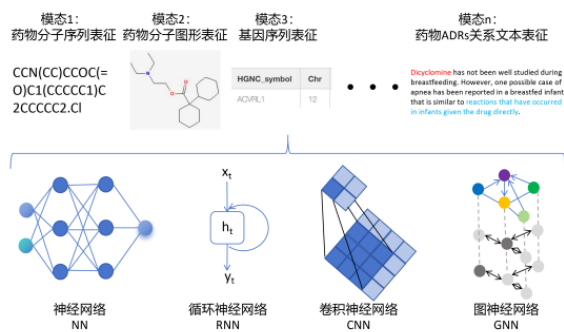 模态1：
药物分子序列表征
模态2：
药物分子图形表征
模态3：
基因序列表征
模态n：
药物ADRs关系文本表征
CCN(CC)CCOC(=
O)C1(CCCCC1)C
2CCCCC2.Cl
N
O
O
HGNC_symbol Chr
ACVRL1 12
Dicyclomine has not been well studied during
breastfeeding. However, one possible case of
apnea has been reported in a breastfed infant
that is similar to reactions that have occurred
in infants given the drug directly.
xt
ht
yt
神经网络
NN
循环神经网络
RNN
卷积神经网络
CNN
图神经网络
GNN